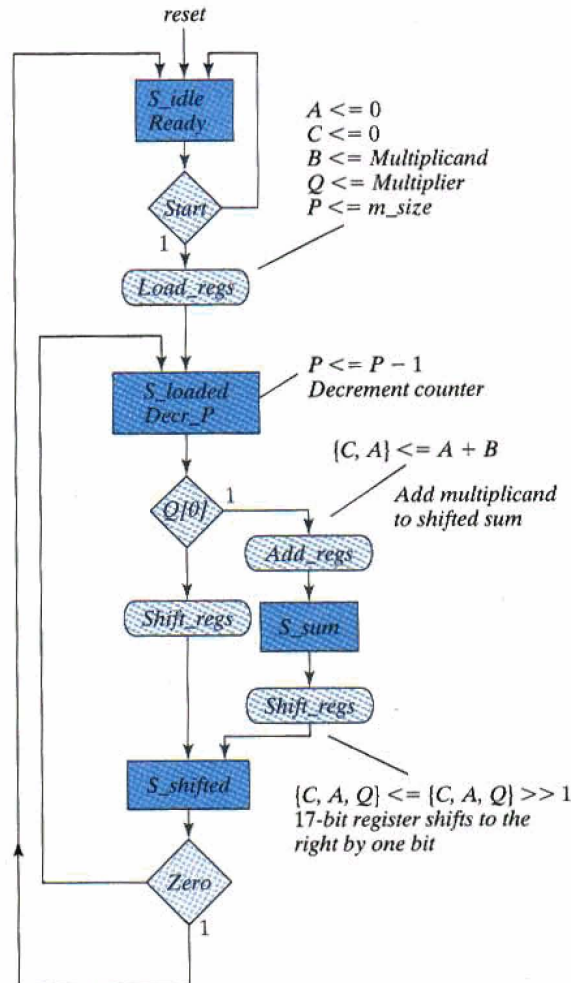 reset
S_idle
Ready
A <= 0
C <= 0
B <= Multiplicand
Q <= Multiplier
P <= m_size
Start
1
Load_regs
P <= P − 1
Decrement counter
S_loaded
Decr_P
{C, A} <= A + B
Add multiplicand
to shifted sum
Q[0]
1
Add_regs
Shift_regs
S_sum
Shift_regs
S_shifted
{C, A, Q} <= {C, A, Q} >> 1
17-bit register shifts to the
right by one bit
Zero
1